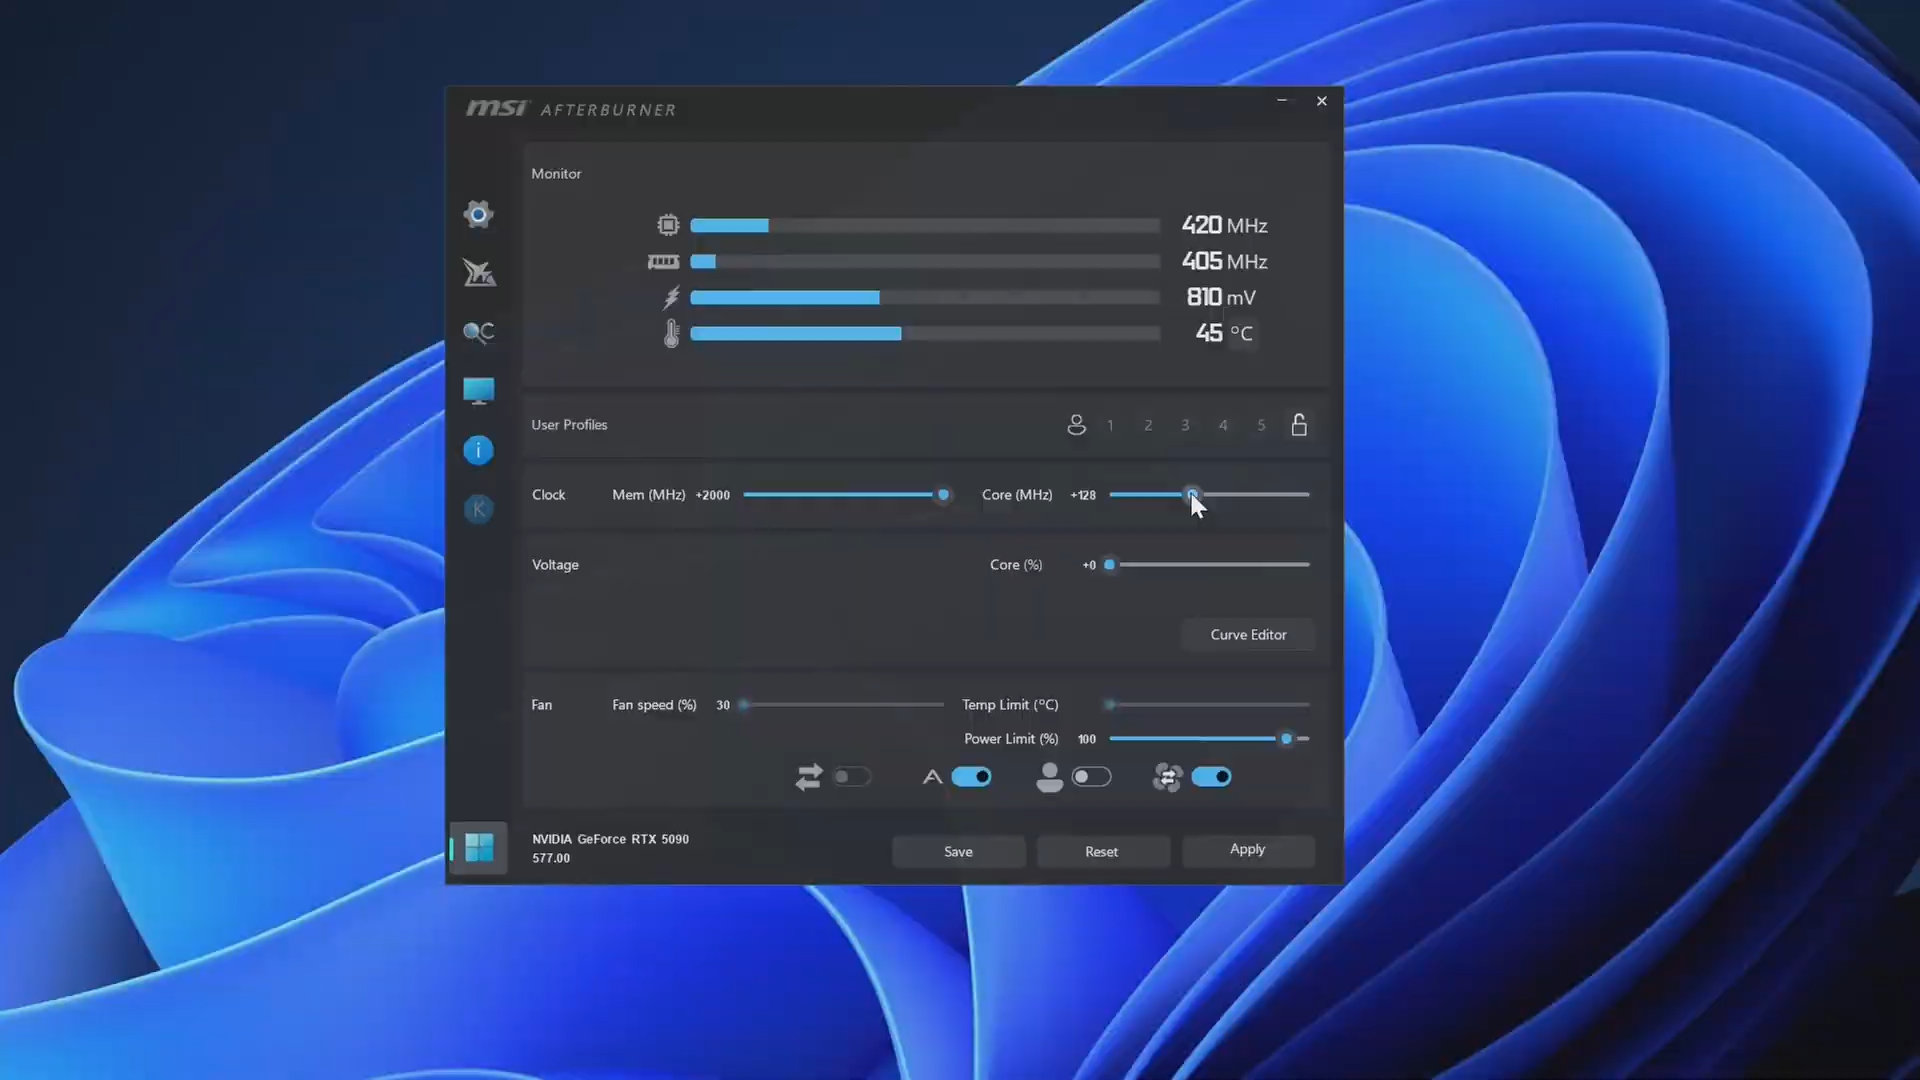 msi AFTERBURNER
Monitor
420 MHz
405 MHz
810 mV
45 °C
User Profiles 1 2 3 4 5
Clock Mem (MHz) +2000 Core (MHz) +128
Voltage Core (%) +0
Curve Editor
Fan Fan speed (%) 30 Temp Limit (°C)
Power Limit (%) 100
NVIDIA GeForce RTX 5090
577.00
Save Reset Apply
°C
i
K
A